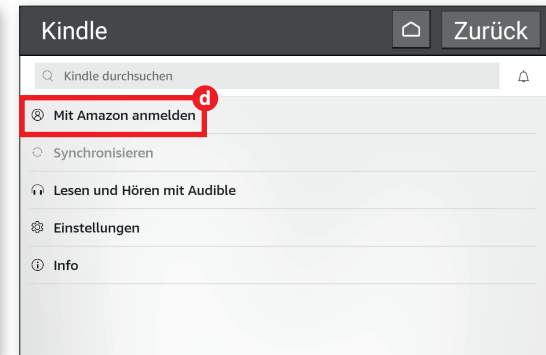 Kindle
Zurück
Kindle durchsuchen
d
Mit Amazon anmelden
Synchronisieren
Lesen und Hören mit Audible
Einstellungen
Info